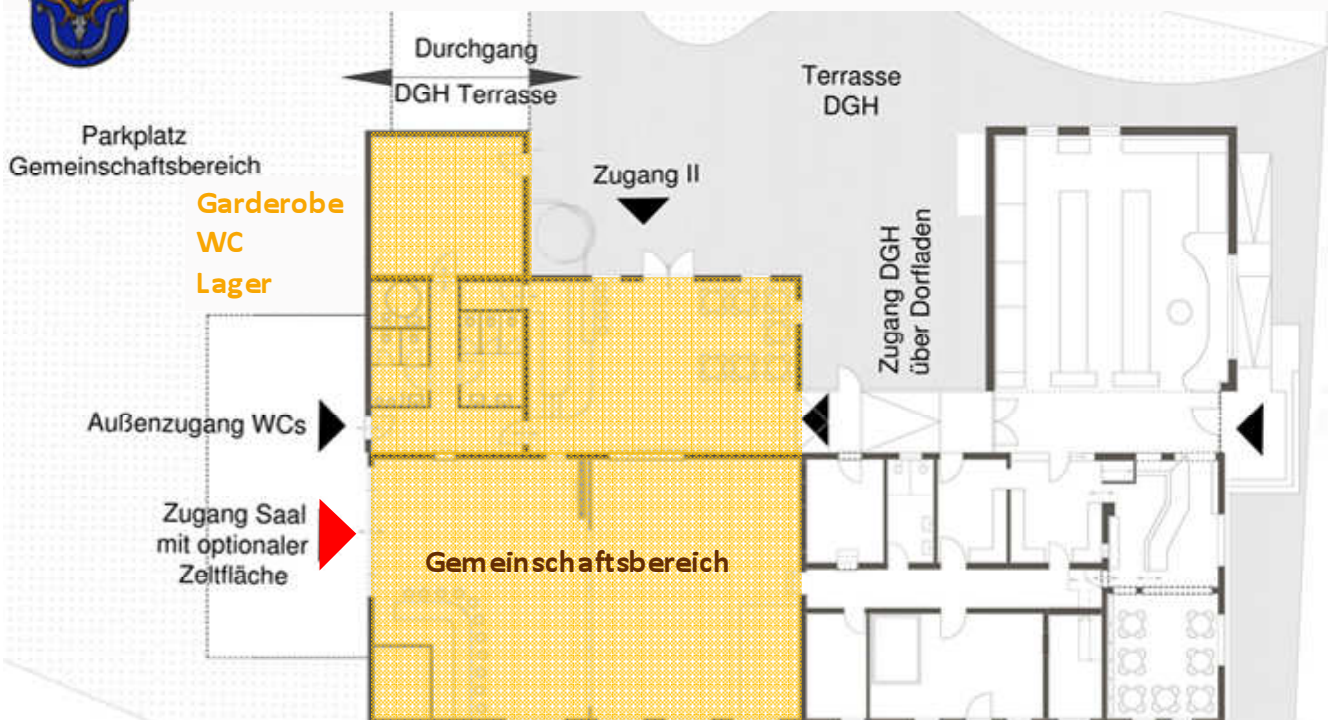 Durchgang
DGH Terrasse
Terrasse
DGH
Parkplatz
Gemeinschaftsbereich
Zugang II
Garderobe
WC
Lager
Zugang DGH
über Dorfladen
Außenzugang WCs
Zugang Saal
mit optionaler
Zeltfläche
Gemeinschaftsbereich